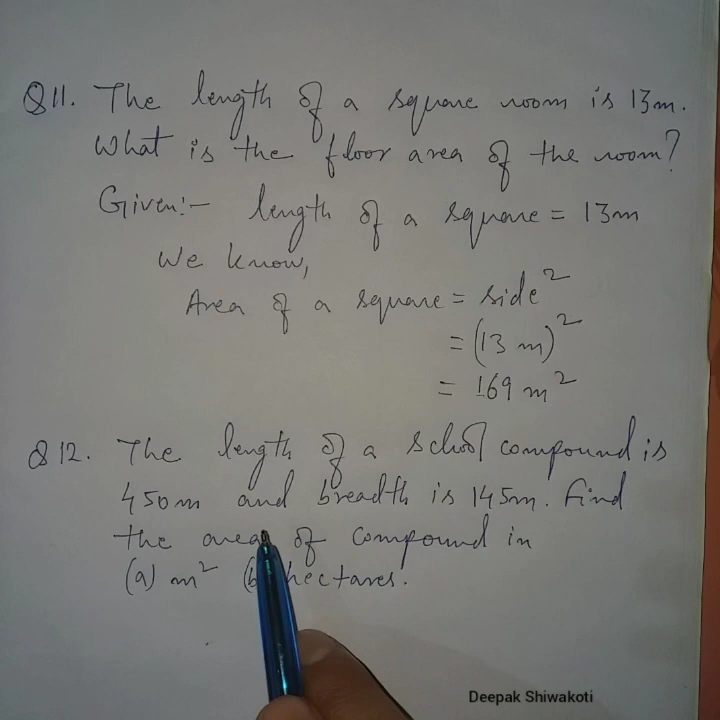 Q11. The length of a square room is 13m.
What is the floor area of the room?
Given:- length of a square = 13m
We know,
Area of a square = side²
= (13 m)²
= 169 m²
Q12. The length of a school compound is
450m and breadth is 145m. Find
the area of compound in
(a) m² (b) hectares.
Deepak Shiwakoti